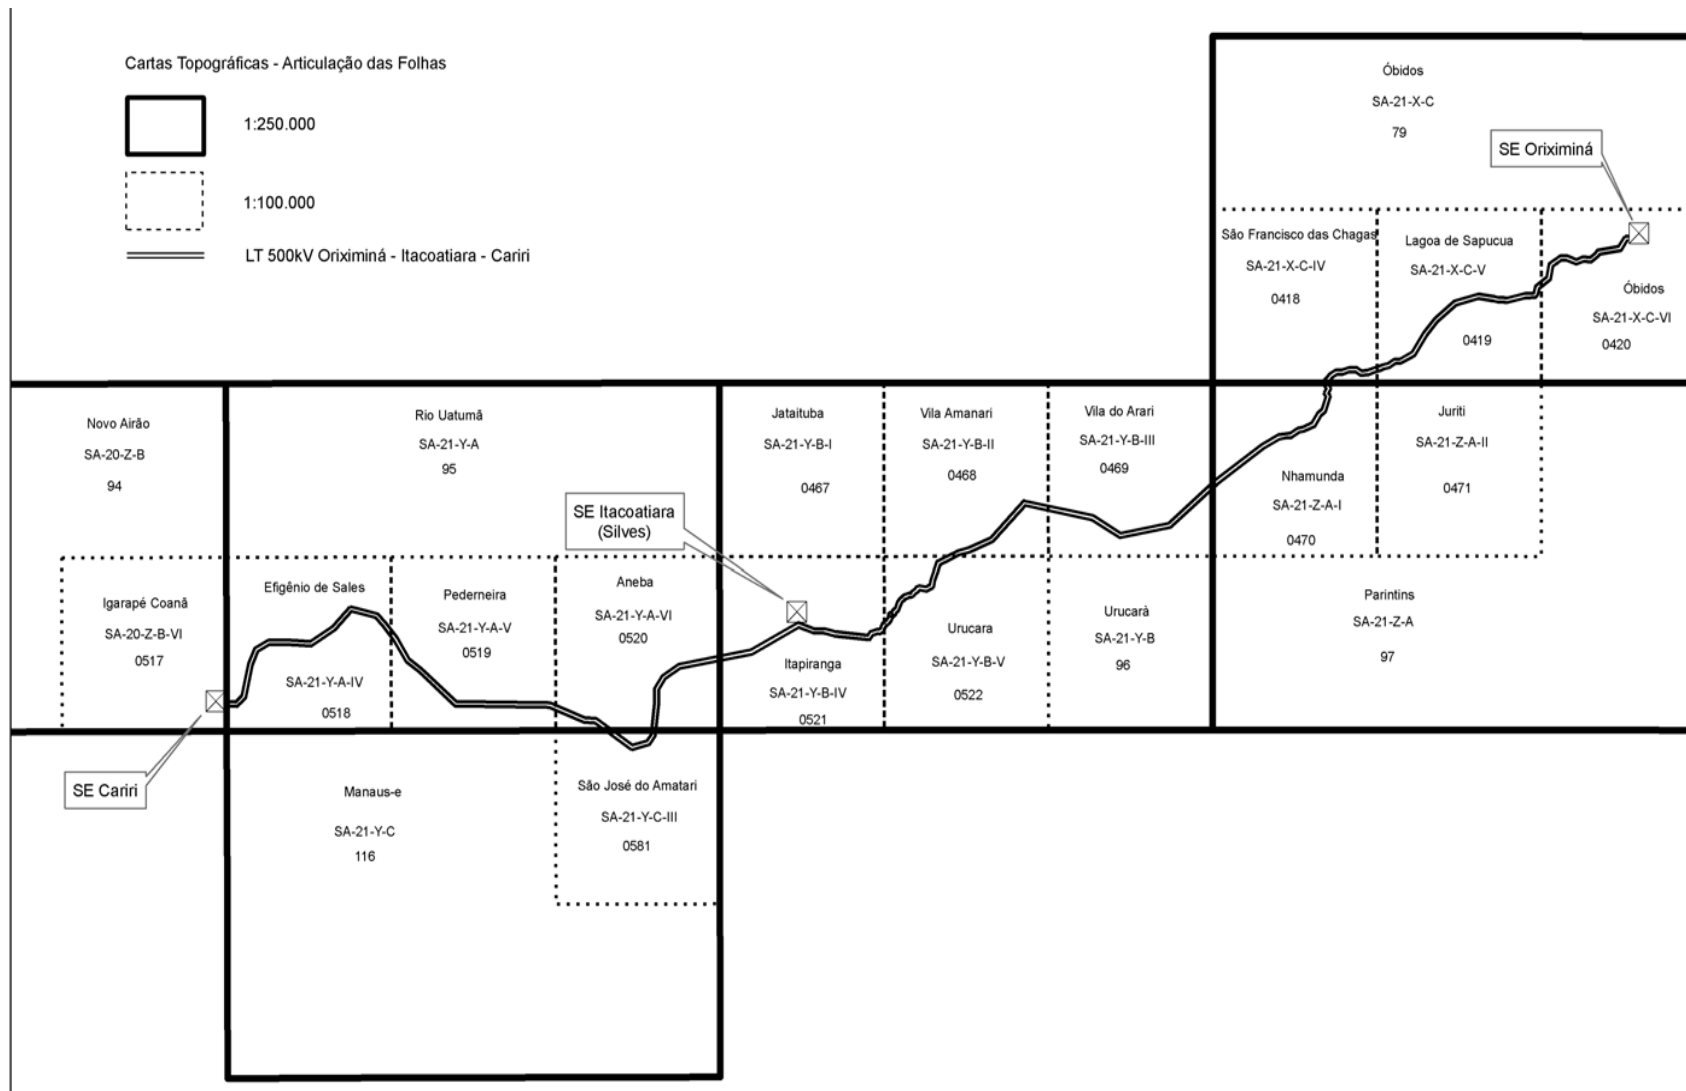 Cartas Topográficas - Articulação das Folhas
1:250.000
1:100.000
LT 500kV Oriximiná - Itacoatiara - Cariri
Óbidos
SA-21-X-C
79
SE Oriximiná
São Francisco das Chagas
SA-21-X-C-IV
0418
Lagoa de Sapucua
SA-21-X-C-V
0419
Óbidos
SA-21-X-C-VI
0420
Novo Airão
SA-20-Z-B
94
Rio Uatumã
SA-21-Y-A
95
Jataituba
SA-21-Y-B-I
0467
Vila Amanari
SA-21-Y-B-II
0468
Vila do Arari
SA-21-Y-B-III
0469
Nhamunda
SA-21-Z-A-I
0470
Juriti
SA-21-Z-A-II
0471
SE Itacoatiara
(Silves)
Igarapé Coanã
SA-20-Z-B-VI
0517
Efigênio de Sales
SA-21-Y-A-IV
0518
Pederneira
SA-21-Y-A-V
0519
Aneba
SA-21-Y-A-VI
0520
Itapiranga
SA-21-Y-B-IV
0521
Urucara
SA-21-Y-B-V
0522
Urucarà
SA-21-Y-B
96
Parintins
SA-21-Z-A
97
SE Cariri
Manaus-e
SA-21-Y-C
116
São José do Amatari
SA-21-Y-C-III
0581